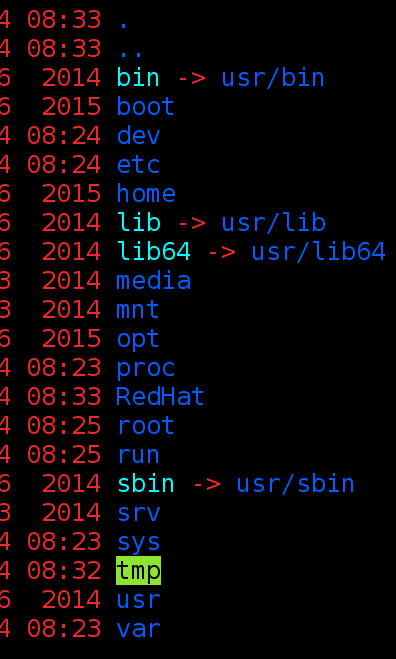 4 08:33 .
4 08:33 ..
6 2014 bin -> usr/bin
6 2015 boot
4 08:24 dev
4 08:24 etc
6 2015 home
6 2014 lib -> usr/lib
6 2014 lib64 -> usr/lib64
3 2014 media
3 2014 mnt
6 2015 opt
4 08:23 proc
4 08:33 RedHat
4 08:25 root
4 08:25 run
6 2014 sbin -> usr/sbin
3 2014 srv
4 08:23 sys
4 08:32 tmp
6 2014 usr
4 08:23 var